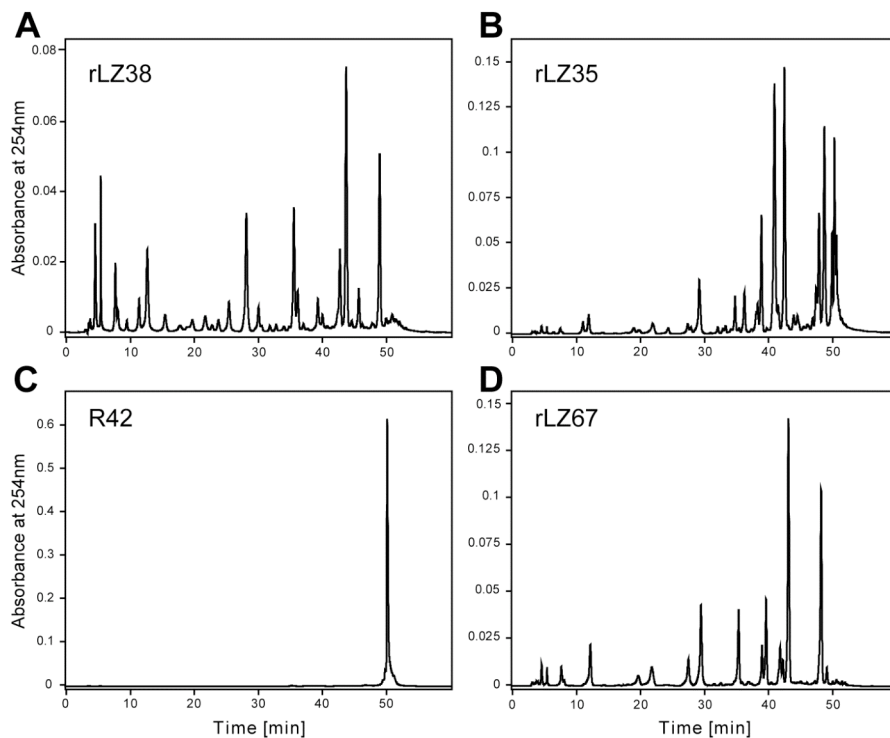 A
B
rLZ38
rLZ35
Absorbance at 254nm
0.08
0.06
0.04
0.02
0
0 10 20 30 40 50
0.15
0.125
0.1
0.075
0.05
0.025
0
0 10 20 30 40 50
C
D
R42
rLZ67
Absorbance at 254nm
0.6
0.5
0.4
0.3
0.2
0.1
0
0 10 20 30 40 50
Time [min]
0.15
0.125
0.1
0.075
0.05
0.025
0
0 10 20 30 40 50
Time [min]